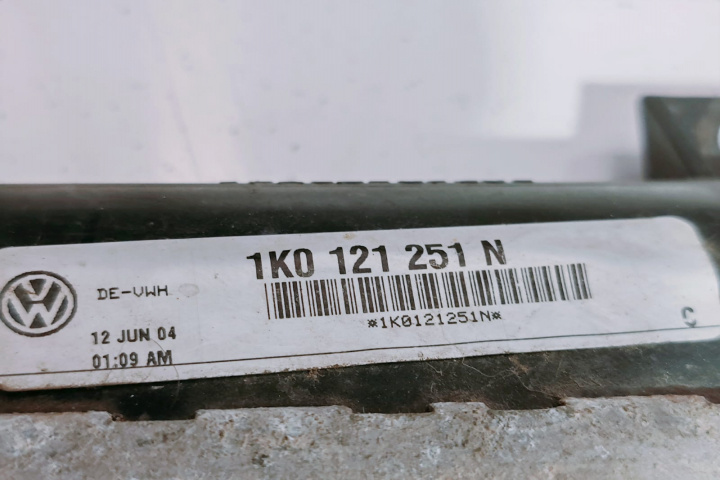 1K0 121 251 N
DE-VWH
*1K0121251N*
12 JUN 04
01:09 AM
C